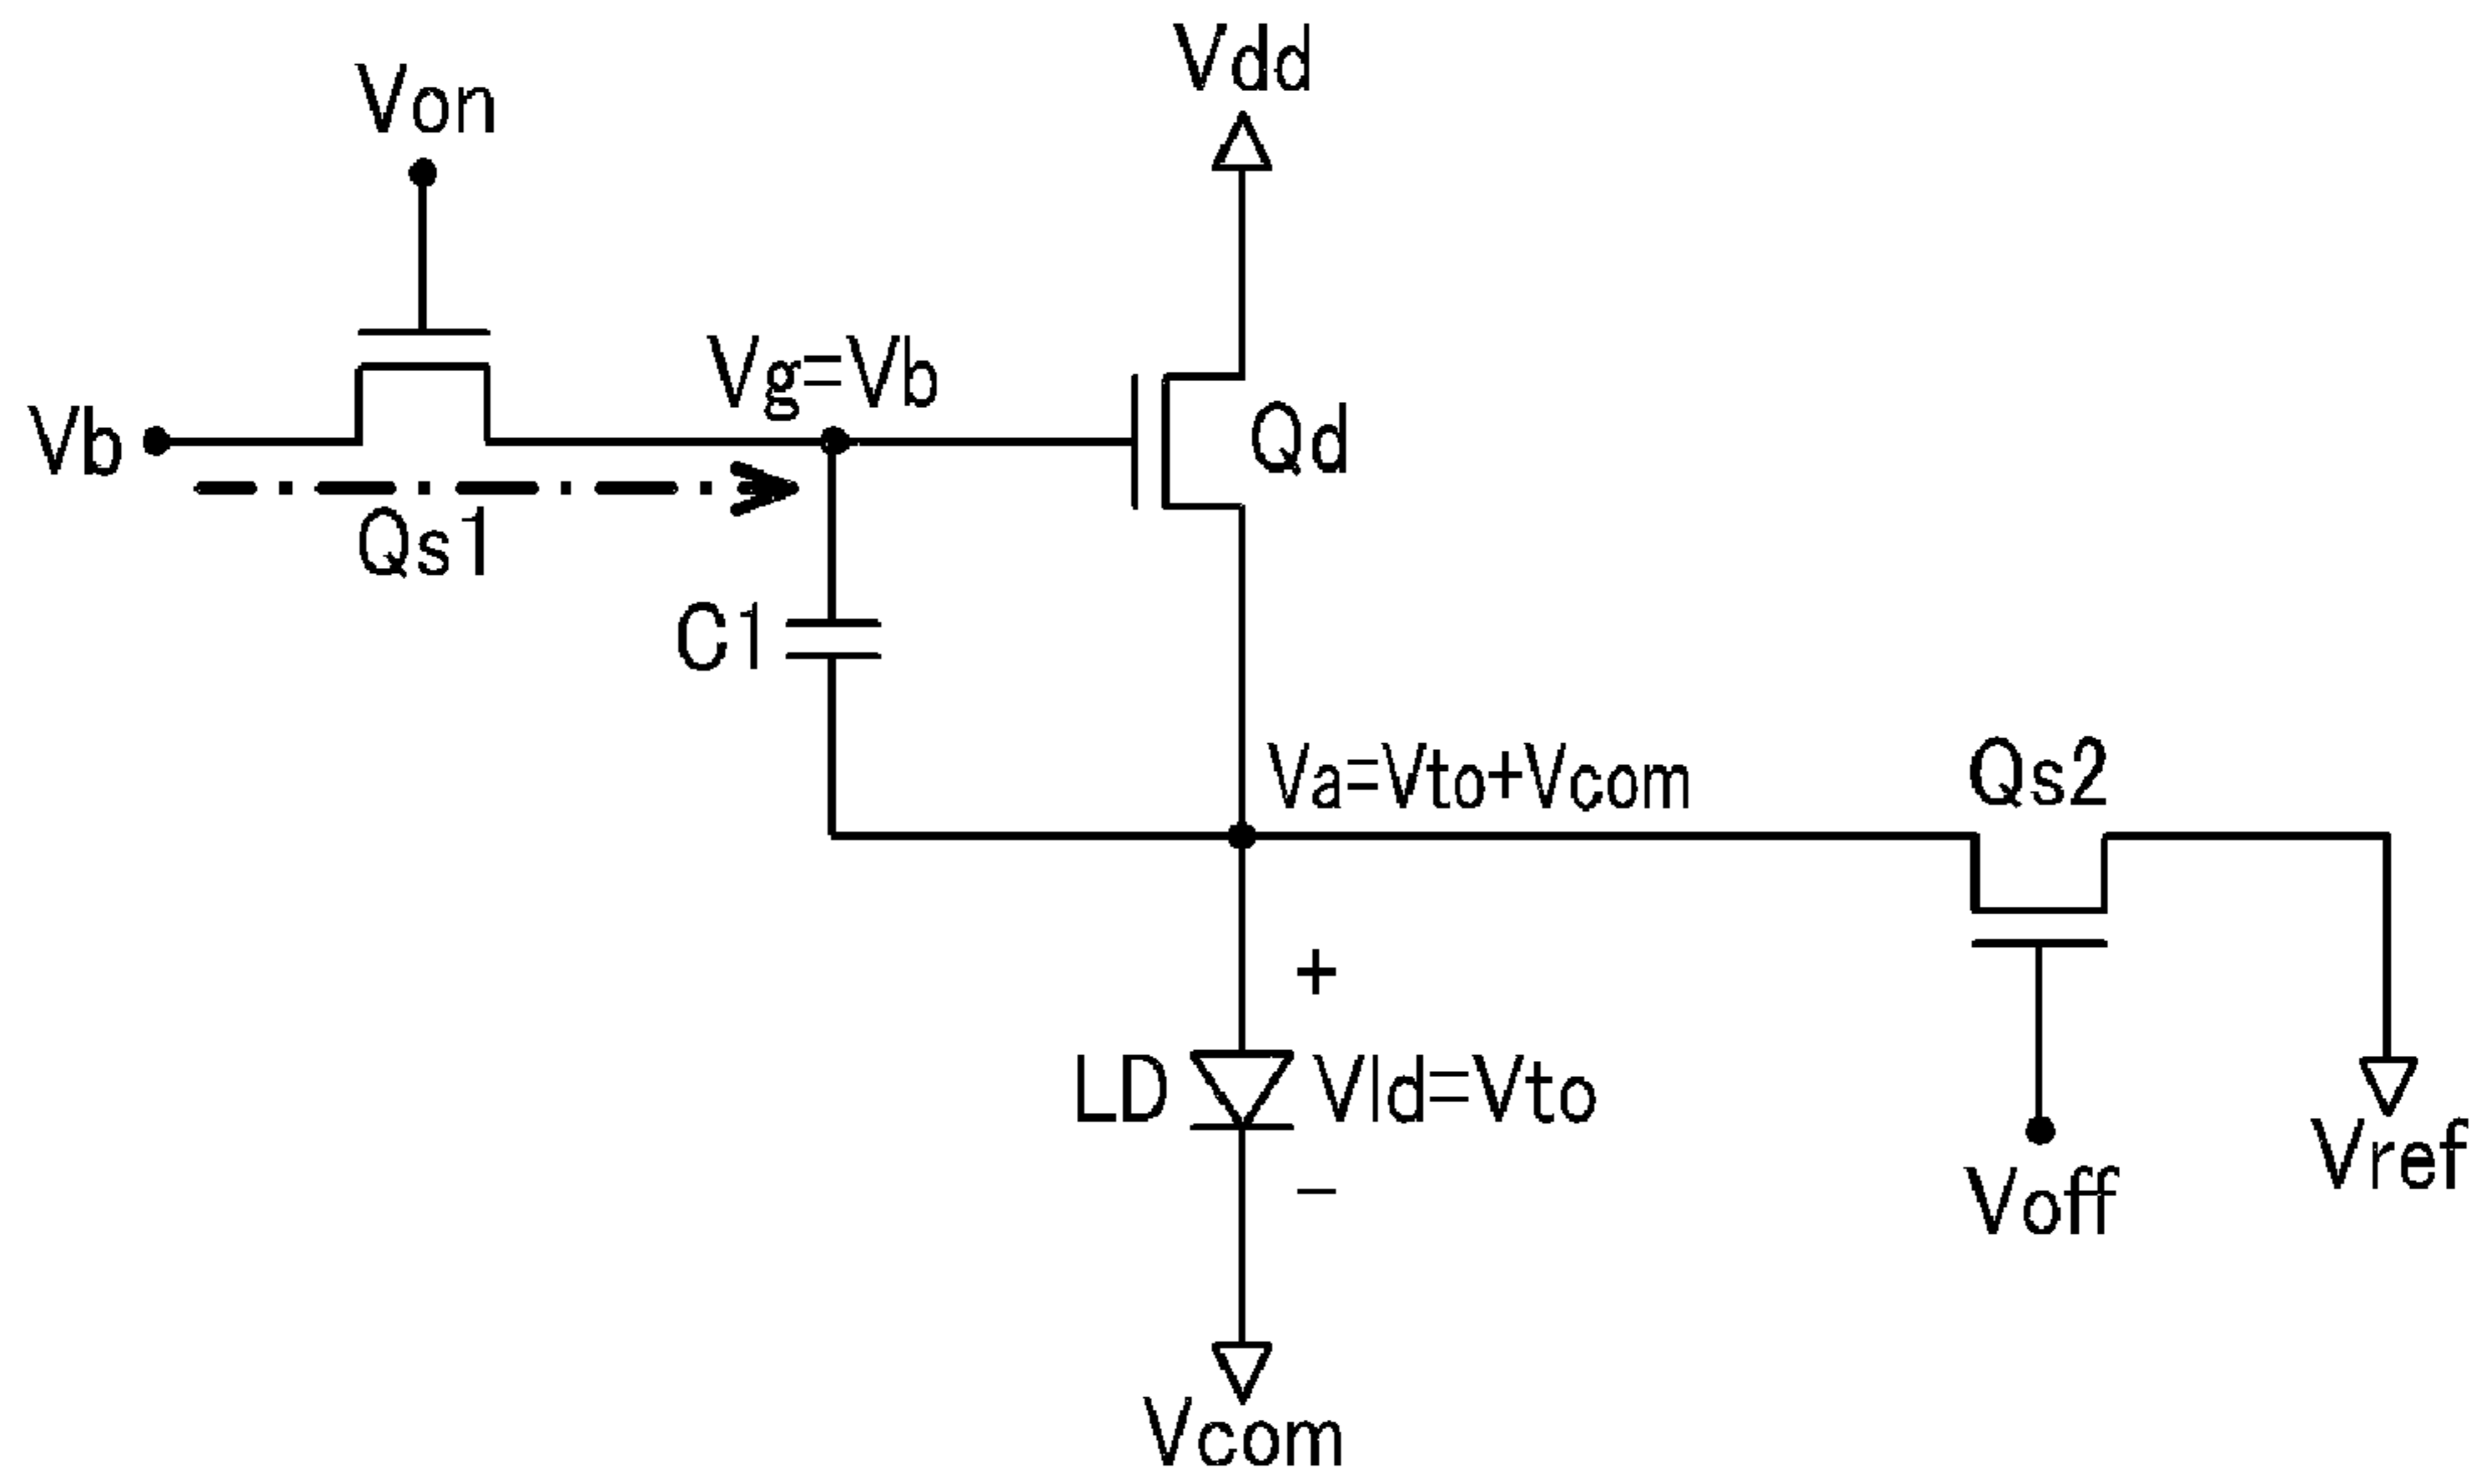 Vdd
Von
Vg=Vb
Vb
Qd
Qs1
C1
Va=Vto+Vcom
Qs2
+
LD
Vld=Vto
−
Vref
Voff
Vcom